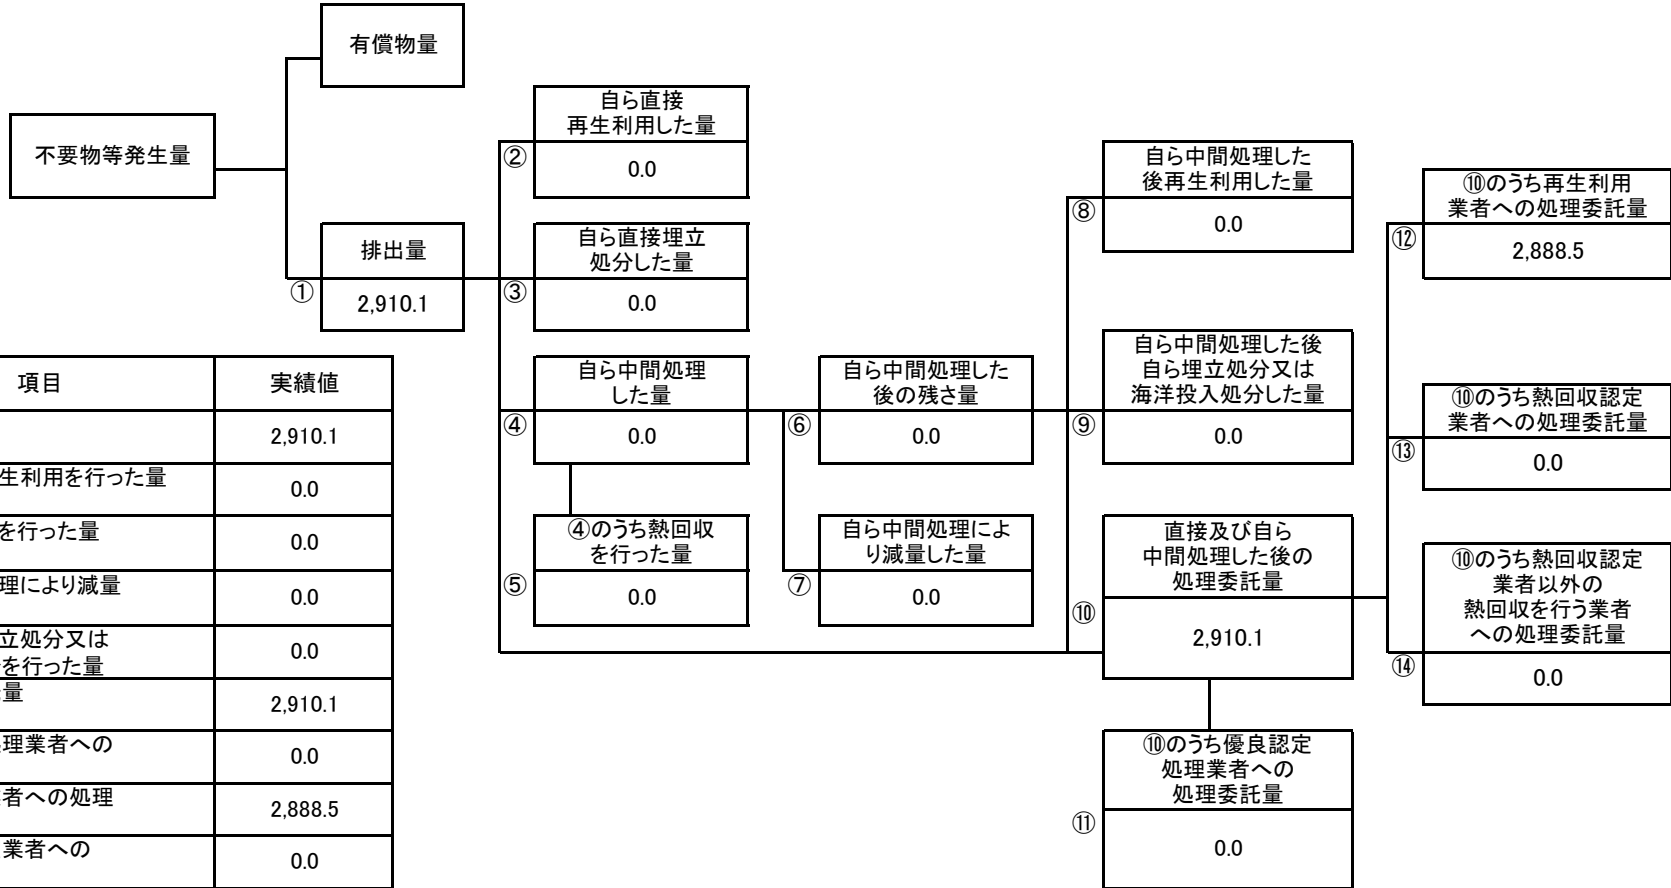 有償物量
不要物等発生量
排出量
①
2,910.1
自ら直接
再生利用した量
②
0.0
自ら直接埋立
処分した量
③
0.0
自ら中間処理
した量
④
0.0
④のうち熱回収
を行った量
⑤
0.0
自ら中間処理した
後の残さ量
⑥
0.0
自ら中間処理によ
り減量した量
⑦
0.0
自ら中間処理した
後再生利用した量
⑧
0.0
自ら中間処理した後
自ら埋立処分又は
海洋投入処分した量
⑨
0.0
直接及び自ら
中間処理した後の
処理委託量
⑩
2,910.1
⑩のうち優良認定
処理業者への
処理委託量
⑪
0.0
⑩のうち再生利用
業者への処理委託量
⑫
2,888.5
⑩のうち熱回収認定
業者への処理委託量
⑬
0.0
⑩のうち熱回収認定
業者以外の
熱回収を行う業者
への処理委託量
⑭
0.0
項目 実績値
2,910.1
生利用を行った量
0.0
を行った量
0.0
理により減量
0.0
立処分又は
を行った量
0.0
量
2,910.1
理業者への
0.0
者への処理
2,888.5
業者への
0.0